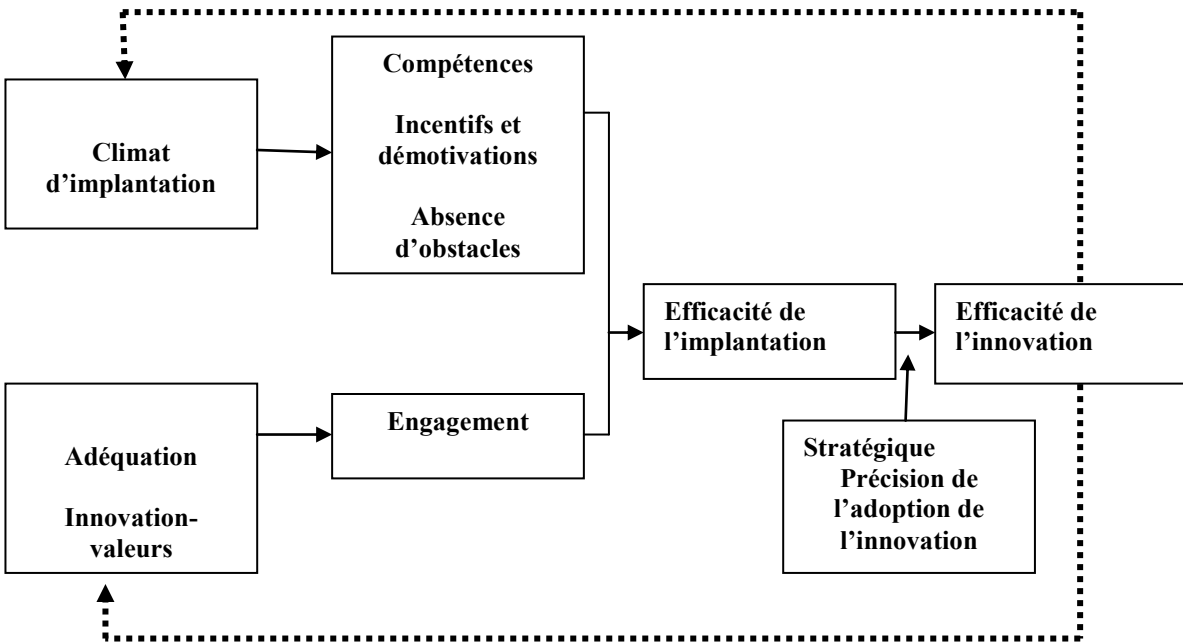 Compétences
Incentifs et
démotivations
Absence
d’obstacles
Climat
d’implantation
Efficacité de
l’implantation
Efficacité de
l’innovation
Engagement
Adéquation
Innovation-
valeurs
Stratégique
Précision de
l’adoption de
l’innovation